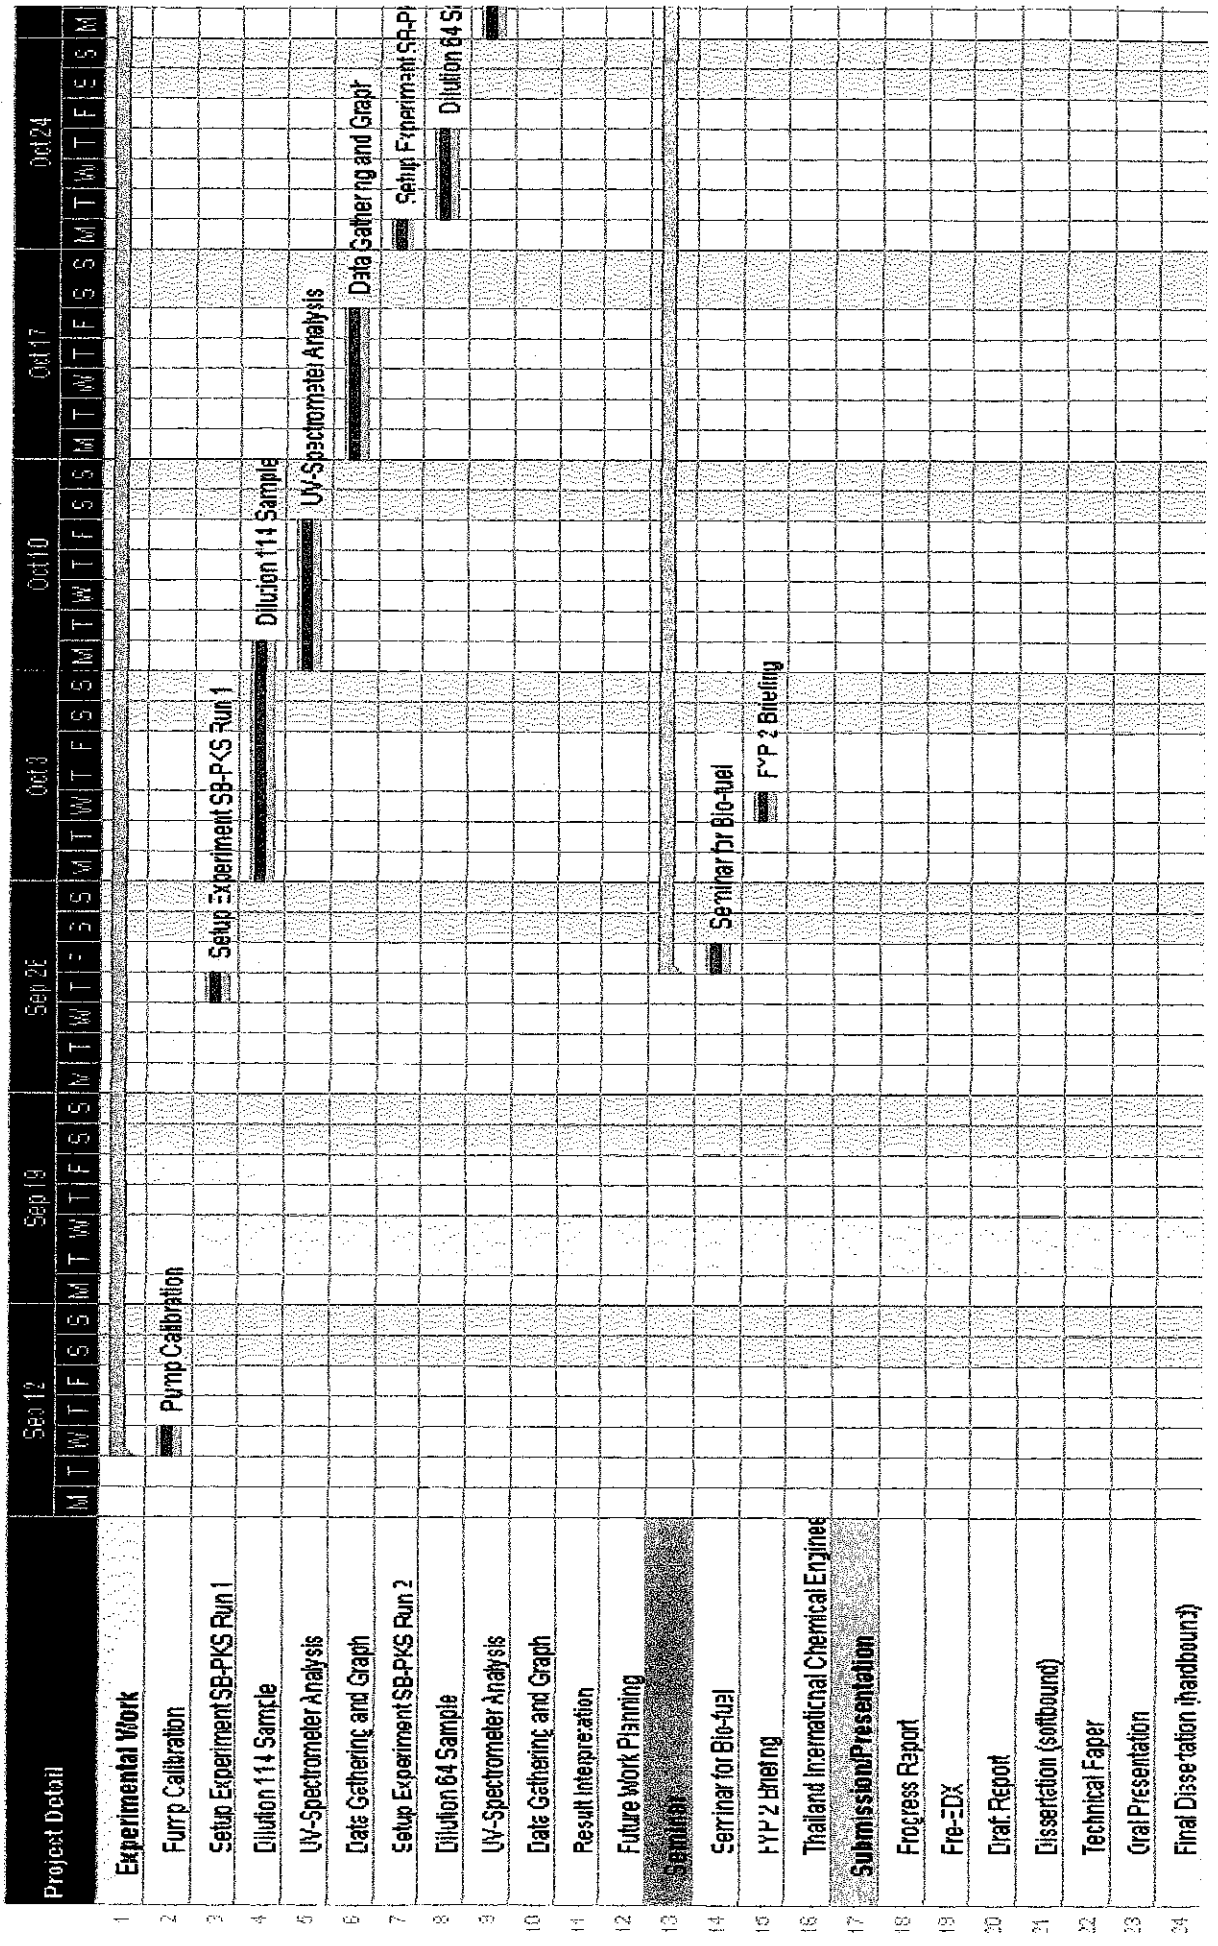 Project Detail
Sep 12
Sep 19
Sep 26
Oct 3
Oct 10
Oct 17
Oct 24
M T W T F S S M T W T F S S M T W T F S S M T W T F S S M T W T F S S M T W T F S S M T W T F S S M
1 Experimental Work
2 Pump Calibration
Pump Calibration
3 Setup Experiment SB-PKS Run 1
Setup Experiment SB-PKS Run 1
4 Dilution 114 Sample
Dilution 114 Sample
5 UV-Spectrometer Analysis
UV-Spectrometer Analysis
6 Data Gathering and Graph
Data Gathering and Graph
7 Setup Experiment SB-PKS Run 2
Setup Experiment SB-P
8 Dilution 64 Sample
Dilution 64 S
9 UV-Spectrometer Analysis
10 Data Gathering and Graph
11 Result Interpretation
12 Future Work Planning
13 Seminar
14 Seminar for Bio-fuel
Seminar for Bio-fuel
15 FYP 2 Briefing
FYP 2 Briefing
16 Thailand International Chemical Enginee
17 Submission/Presentation
18 Progress Report
19 Pre-EDX
20 Draft Report
21 Dissertation (softbound)
22 Technical Paper
23 Oral Presentation
24 Final Dissertation (hardbound)